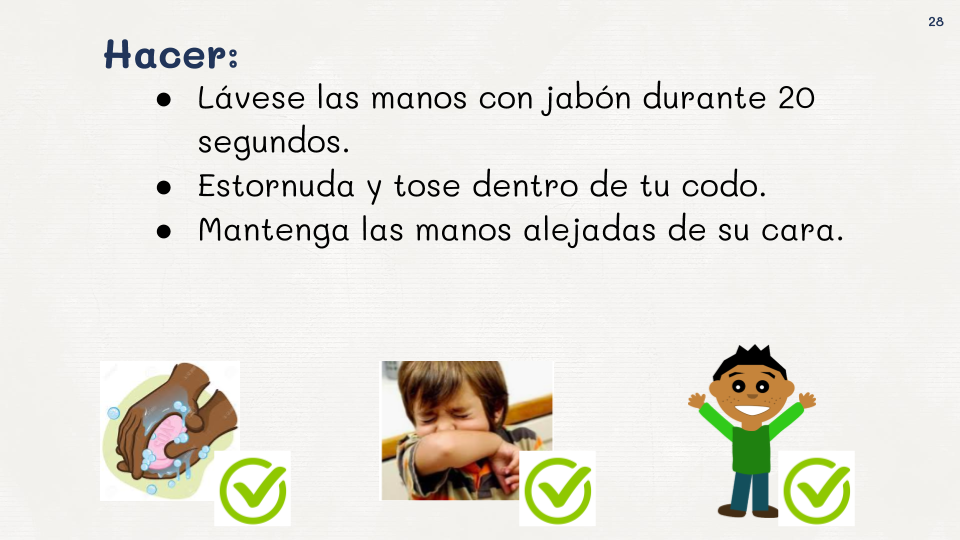 28
Hacer:
● Lávese las manos con jabón durante 20
segundos.
● Estornuda y tose dentro de tu codo.
● Mantenga las manos alejadas de su cara.